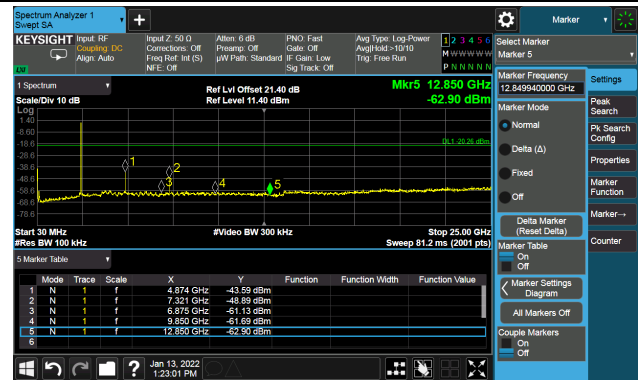 Spectrum Analyzer 1
Swept SA
+
Marker
KEYSIGHT
Input: RF
Coupling: DC
Align: Auto
Input Z: 50 Ω
Corrections: Off
Freq Ref: Int (S)
NFE: Off
Atten: 6 dB
Preamp: Off
µW Path: Standard
PNO: Fast
Gate: Off
IF Gain: Low
Sig Track: Off
Avg Type: Log-Power
Avg|Hold:>10/10
Trig: Free Run
1 2 3 4 5 6
M W W W W W
P N N N N N
LXI
Select Marker
Marker 5
1 Spectrum
Scale/Div 10 dB
Log
Ref Lvl Offset 21.40 dB
Ref Level 11.40 dBm
Mkr5 12.850 GHz
-62.90 dBm
1.40
-8.60
-18.6
-28.6
-38.6
-48.6
-58.6
-68.6
-78.6
DL1 -20.26 dBm
1
2
3
4
5
Start 30 MHz
#Res BW 100 kHz
#Video BW 300 kHz
Stop 25.00 GHz
Sweep 81.2 ms (2001 pts)
5 Marker Table
Mode Trace Scale X Y Function Function Width Function Value
1 N 1 f 4.874 GHz -43.59 dBm
2 N 1 f 7.321 GHz -48.89 dBm
3 N 1 f 6.875 GHz -61.13 dBm
4 N 1 f 9.850 GHz -61.69 dBm
5 N 1 f 12.850 GHz -62.90 dBm
6
Marker Frequency
12.849940000 GHz
Marker Mode
Normal
Delta (Δ)
Fixed
Off
Delta Marker
(Reset Delta)
Marker Table
On
Off
Marker Settings
Diagram
All Markers Off
Couple Markers
On
Off
Settings
Peak
Search
Pk Search
Config
Properties
Marker
Function
Marker→
Counter
?
Jan 13, 2022
1:23:01 PM